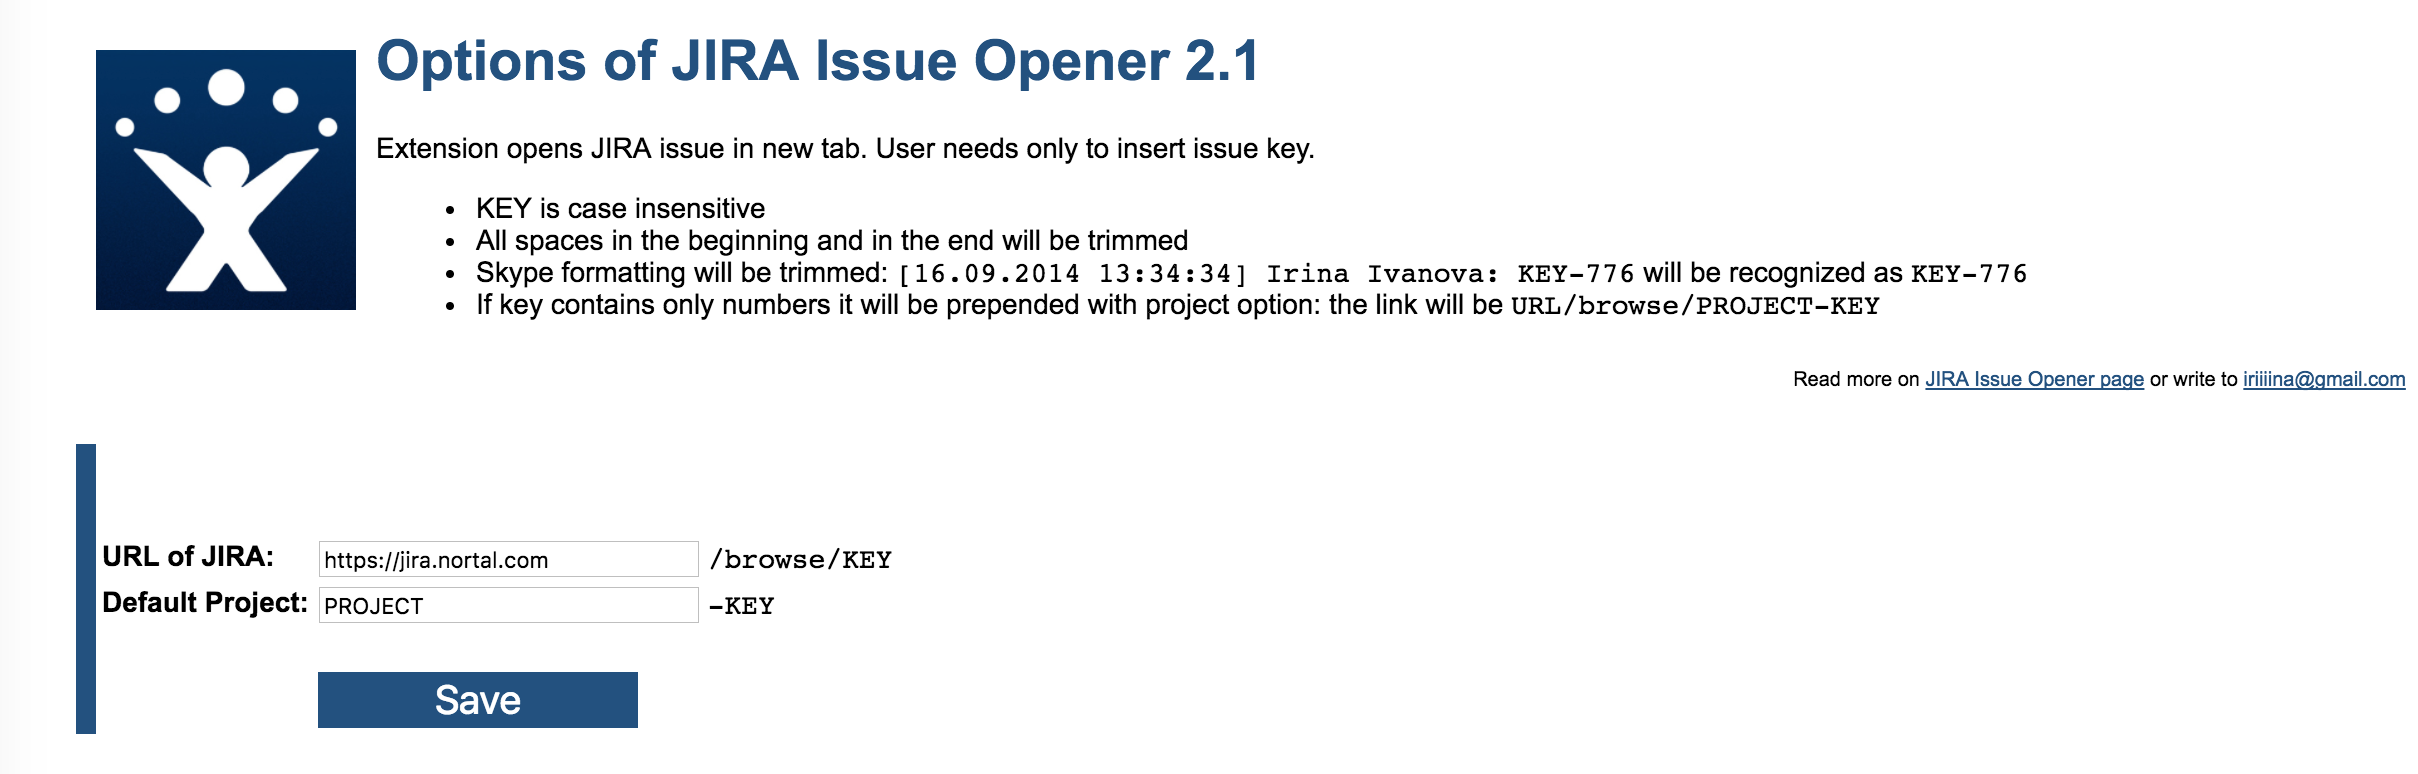 Options of JIRA Issue Opener 2.1
Extension opens JIRA issue in new tab. User needs only to insert issue key.
• KEY is case insensitive
• All spaces in the beginning and in the end will be trimmed
• Skype formatting will be trimmed: [16.09.2014 13:34:34] Irina Ivanova: KEY-776 will be recognized as KEY-776
• If key contains only numbers it will be prepended with project option: the link will be URL/browse/PROJECT-KEY
Read more on JIRA Issue Opener page or write to iriiiina@gmail.com
URL of JIRA: https://jira.nortal.com /browse/KEY
Default Project: PROJECT -KEY
Save